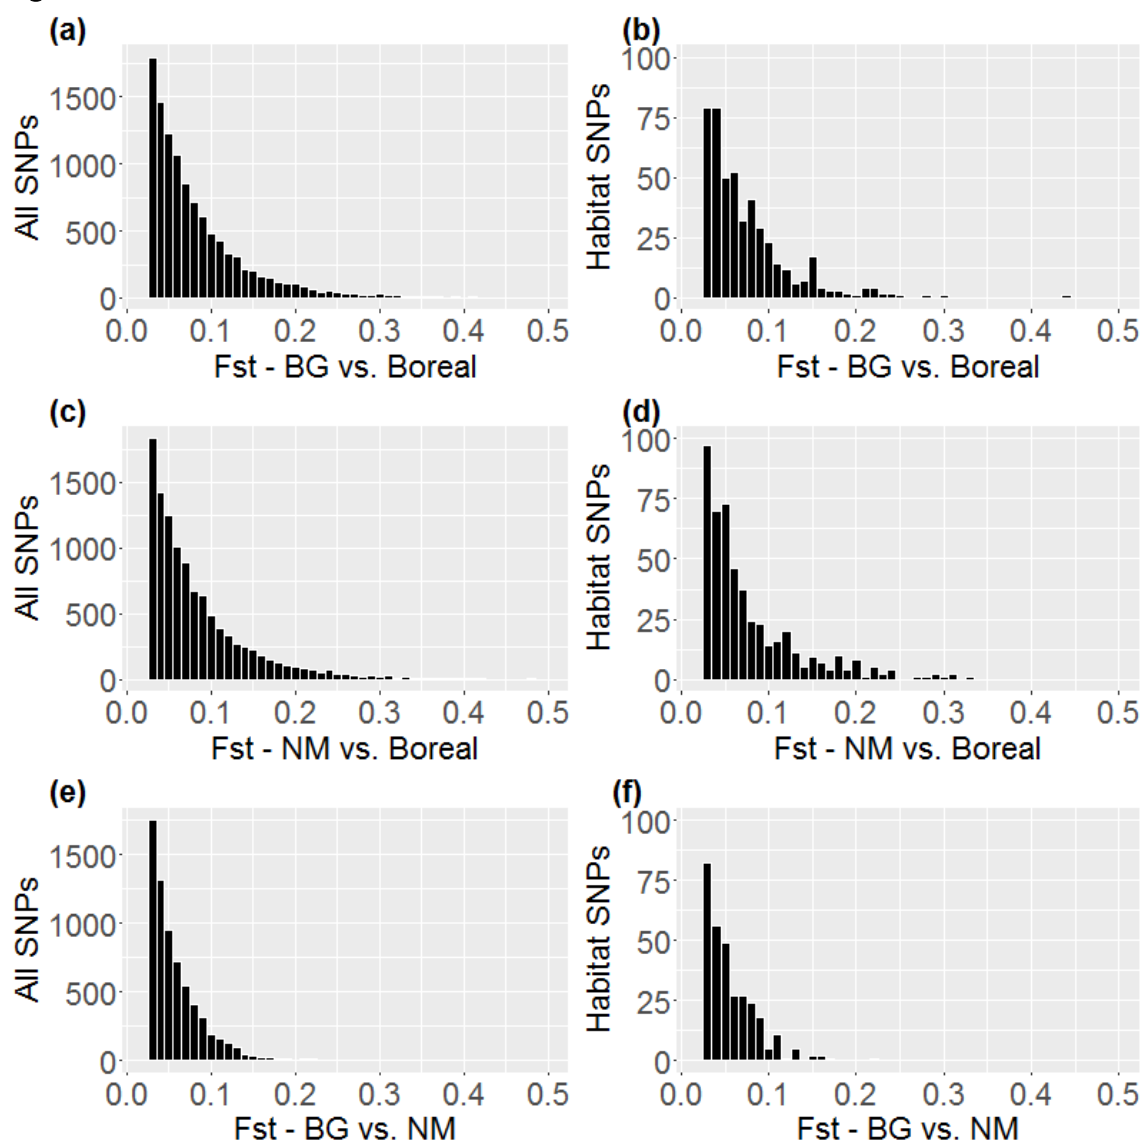 (a)
All SNPs
1500
1000
500
0
0.0 0.1 0.2 0.3 0.4 0.5
Fst - BG vs. Boreal
(b)
Habitat SNPs
100
75
50
25
0
0.0 0.1 0.2 0.3 0.4 0.5
Fst - BG vs. Boreal
(c)
All SNPs
1500
1000
500
0
0.0 0.1 0.2 0.3 0.4 0.5
Fst - NM vs. Boreal
(d)
Habitat SNPs
100
75
50
25
0
0.0 0.1 0.2 0.3 0.4 0.5
Fst - NM vs. Boreal
(e)
All SNPs
1500
1000
500
0
0.0 0.1 0.2 0.3 0.4 0.5
Fst - BG vs. NM
(f)
Habitat SNPs
100
75
50
25
0
0.0 0.1 0.2 0.3 0.4 0.5
Fst - BG vs. NM